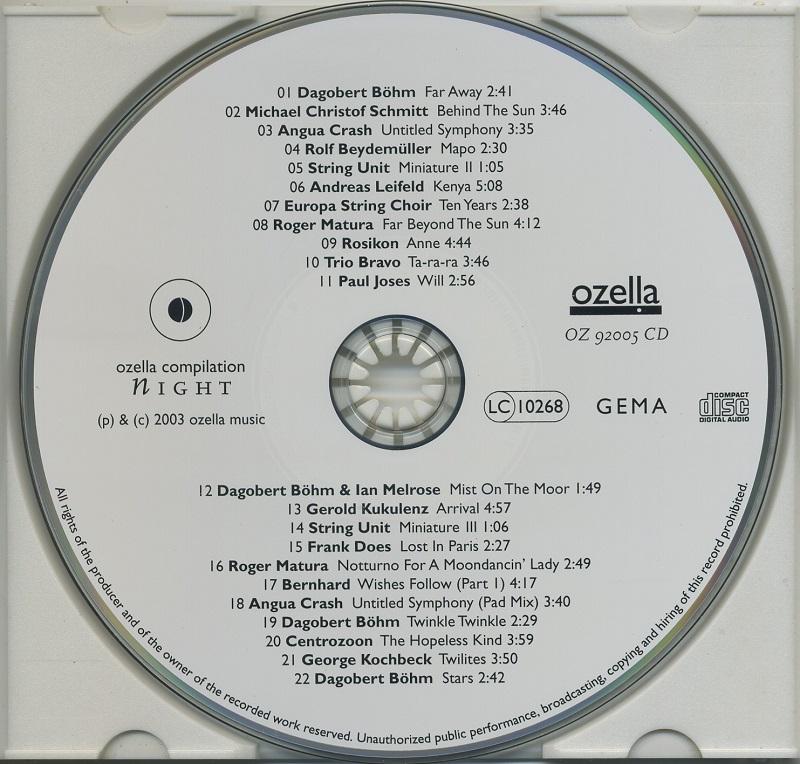 01 Dagobert Böhm Far Away 2:41
02 Michael Christof Schmitt Behind The Sun 3:46
03 Angua Crash Untitled Symphony 3:35
04 Rolf Beydemüller Mapo 2:30
05 String Unit Miniature II 1:05
06 Andreas Leifeld Kenya 5:08
07 Europa String Choir Ten Years 2:38
08 Roger Matura Far Beyond The Sun 4:12
09 Rosikon Anne 4:44
10 Trio Bravo Ta-ra-ra 3:46
11 Paul Joses Will 2:56
ozella
OZ 92005 CD
ozella compilation
nIGHT
(p) & (c) 2003 ozella music
LC 10268 GEMA COMPACT disc DIGITAL AUDIO
12 Dagobert Böhm & Ian Melrose Mist On The Moor 1:49
13 Gerold Kukulenz Arrival 4:57
14 String Unit Miniature III 1:06
15 Frank Does Lost In Paris 2:27
16 Roger Matura Notturno For A Moondancin' Lady 2:49
17 Bernhard Wishes Follow (Part 1) 4:17
18 Angua Crash Untitled Symphony (Pad Mix) 3:40
19 Dagobert Böhm Twinkle Twinkle 2:29
20 Centrozoon The Hopeless Kind 3:59
21 George Kochbeck Twilites 3:50
22 Dagobert Böhm Stars 2:42
All rights of the producer and of the owner of the recorded work reserved. Unauthorized public performance, broadcasting, copying and hiring of this record prohibited.